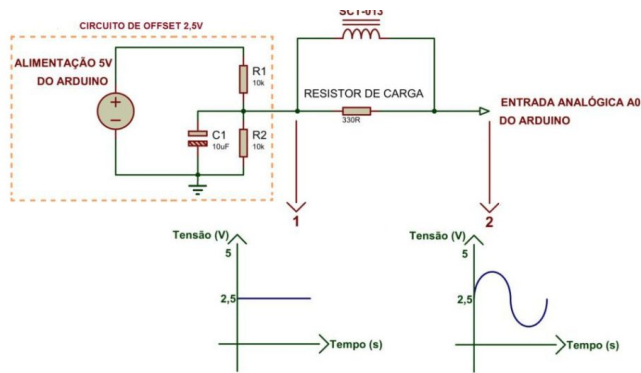 SCT-013
CIRCUITO DE OFFSET 2,5V
ALIMENTAÇÃO 5V
DO ARDUINO
R1
10k
RESISTOR DE CARGA
330R
ENTRADA ANALÓGICA A0
DO ARDUINO
C1
10uF
R2
10k
1
2
Tensão (V)
5
2,5
Tempo (s)
Tensão (V)
5
2,5
Tempo (s)